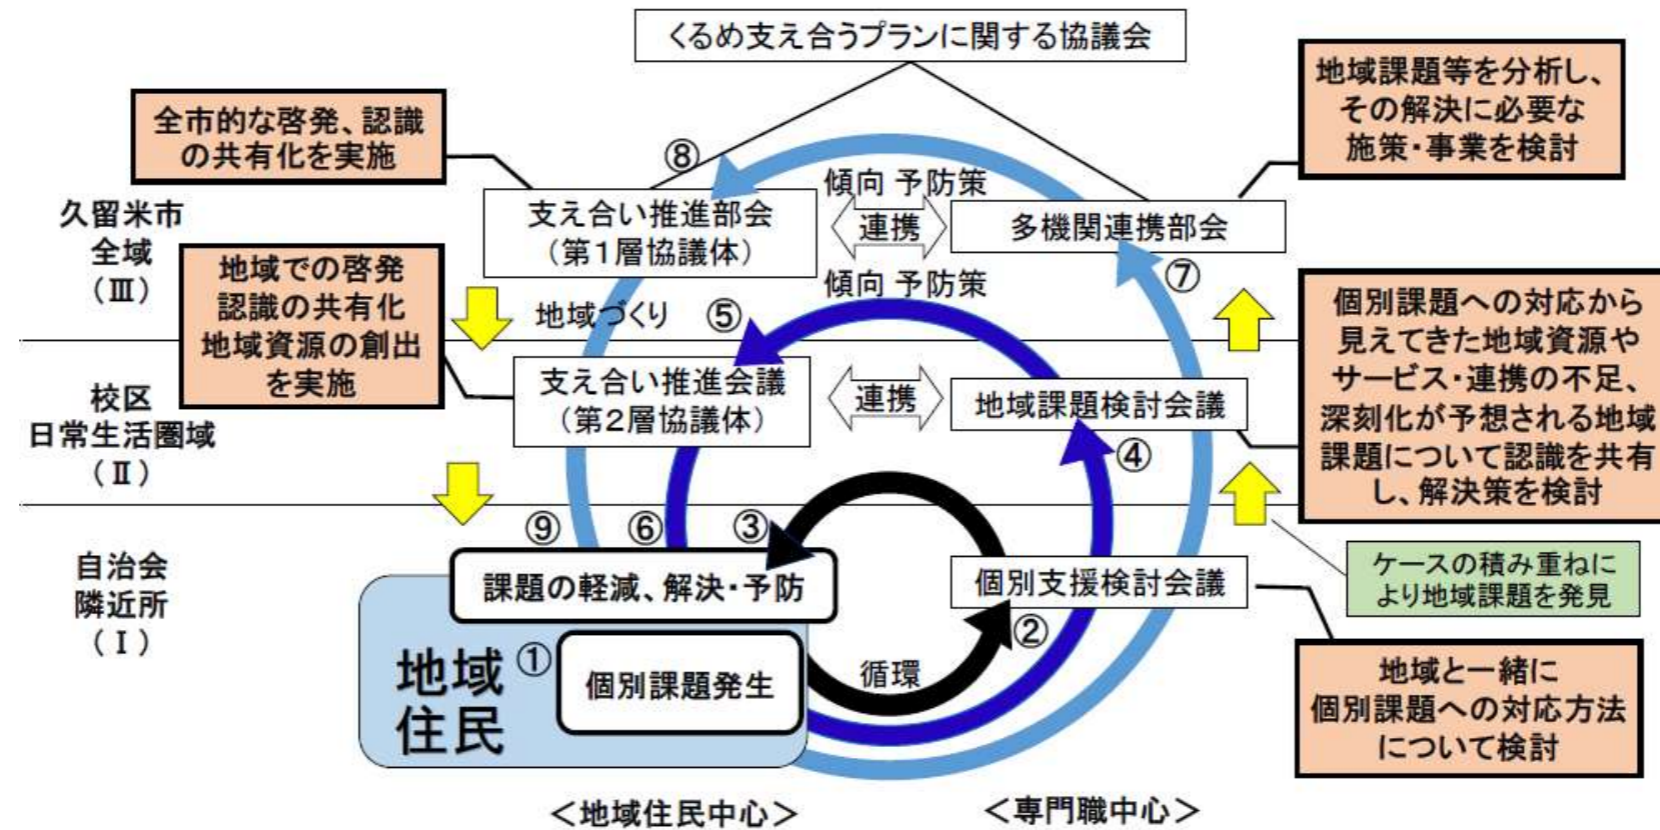 くるめ支え合うプランに関する協議会
地域課題等を分析し、
その解決に必要な
施策・事業を検討
全市的な啓発、認識
の共有化を実施
⑧
傾向 予防策
久留米市
全域
（Ⅲ）
支え合い推進部会
（第１層協議体）
連携
多機関連携部会
地域での啓発
認識の共有化
地域資源の創出
を実施
傾向 予防策
⑦
地域づくり
⑤
個別課題への対応から
見えてきた地域資源や
サービス・連携の不足、
深刻化が予想される地域
課題について認識を共有
し、解決策を検討
校区
日常生活圏域
（Ⅱ）
支え合い推進会議
（第２層協議体）
連携
地域課題検討会議
④
⑨
⑥
③
自治会
隣近所
（Ⅰ）
課題の軽減、解決・予防
個別支援検討会議
ケースの積み重ねに
より地域課題を発見
②
地域
住民
①
個別課題発生
循環
地域と一緒に
個別課題への対応方法
について検討
＜地域住民中心＞
＜専門職中心＞